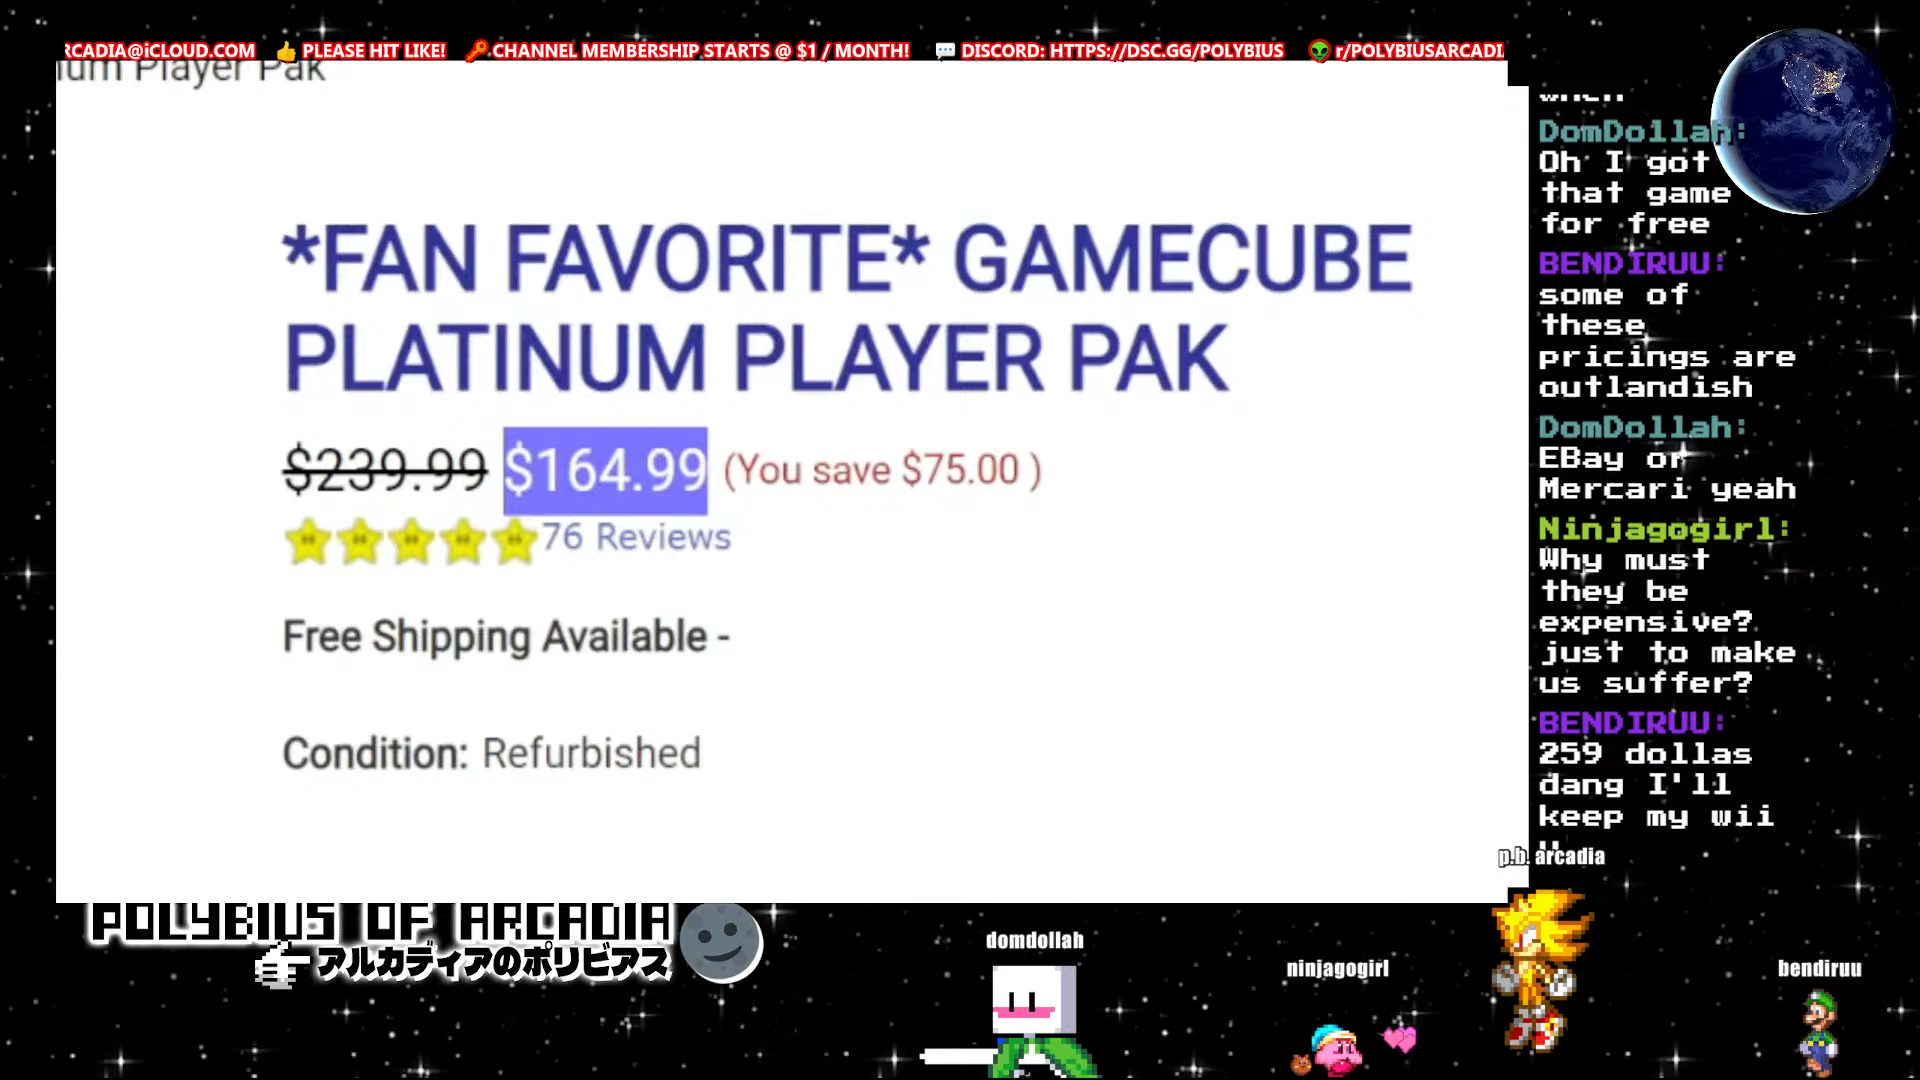 RCADIA@iCLOUD.COM 👍 PLEASE HIT LIKE! 🔑 CHANNEL MEMBERSHIP STARTS @ $1 / MONTH! 💬 DISCORD: HTTPS://DSC.GG/POLYBIUS 👽 r/POLYBIUSARCADI
um Player Pak
*FAN FAVORITE* GAMECUBE
PLATINUM PLAYER PAK
$239.99 $164.99 (You save $75.00 )
76 Reviews
Free Shipping Available -
Condition: Refurbished
DomDollah:
Oh I got
that game
for free
BENDIRUU:
some of
these
pricings are
outlandish
DomDollah:
EBay or
Mercari yeah
Ninjagogirl:
Why must
they be
expensive?
just to make
us suffer?
BENDIRUU:
259 dollas
dang I'll
keep my wii
p.b. arcadia
POLYBIUS OF ARCADIA
アルカディアのポリビアス
domdollah
ninjagogirl
bendiruu